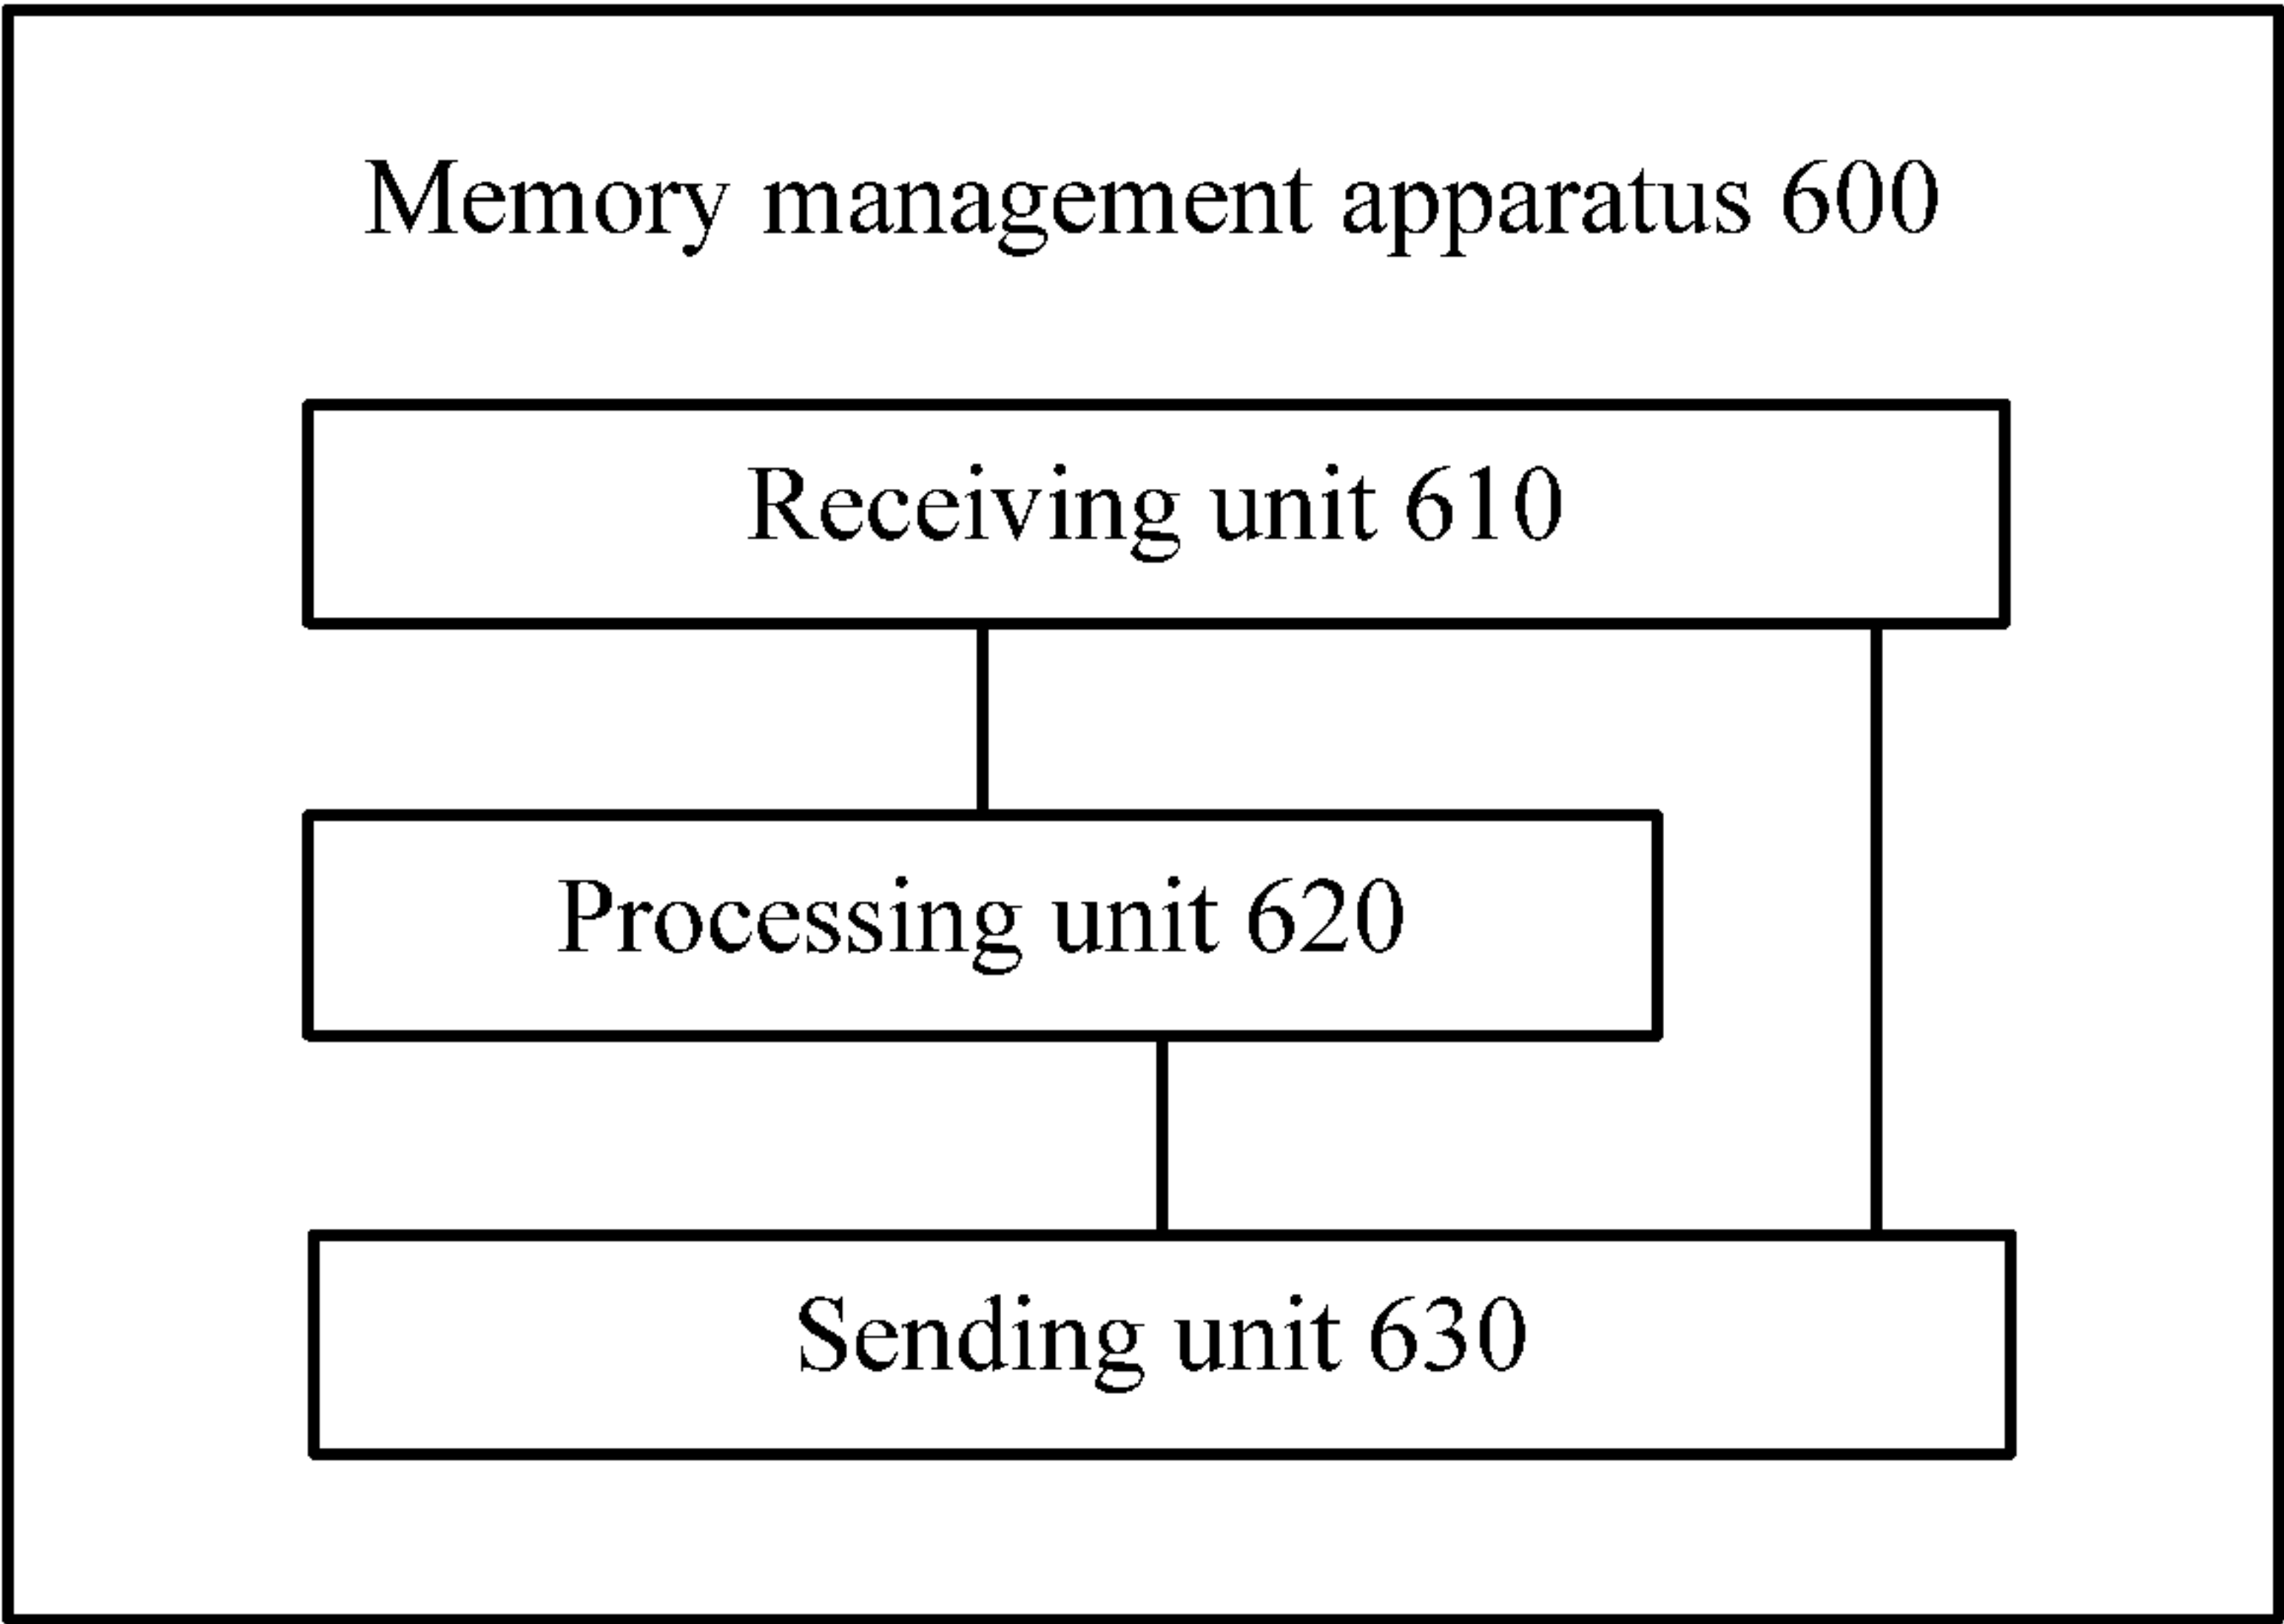 Memory management apparatus 600
Receiving unit 610
Processing unit 620
Sending unit 630